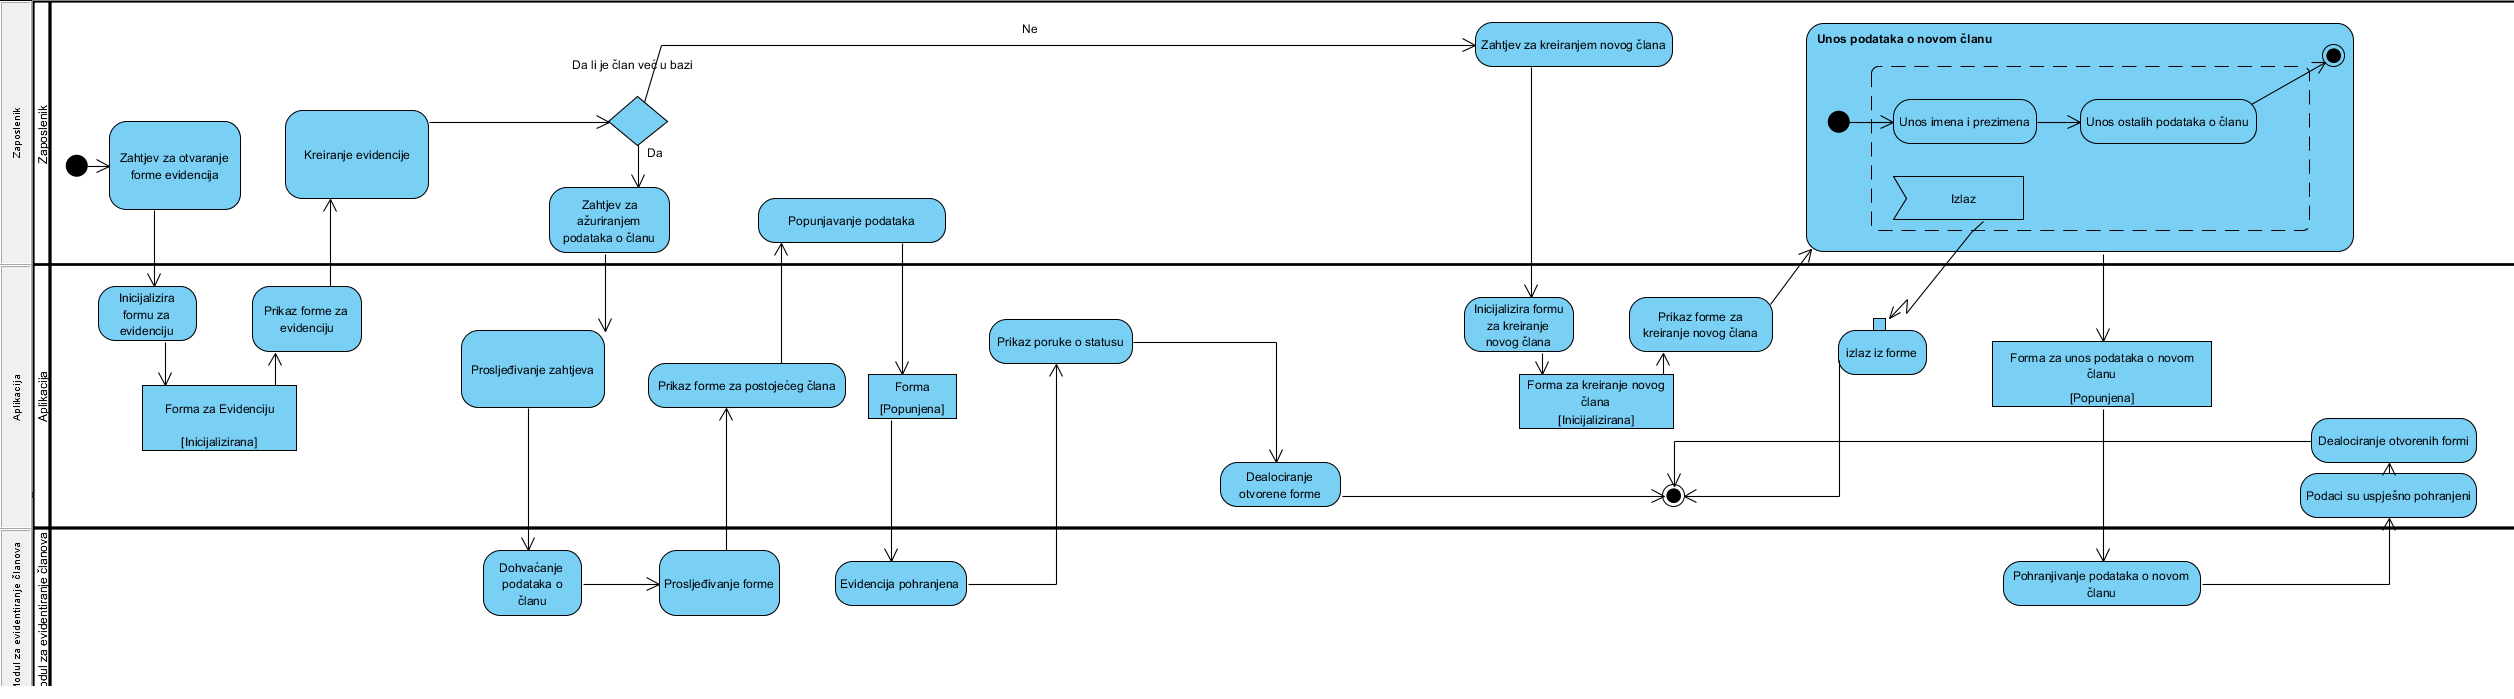 Zaposlenik
Zaposlenik
Zahtjev za otvaranje
forme evidencija
Kreiranje evidencije
Da li je član već u bazi
Ne
Da
Zahtjev za
ažuriranjem
podataka o članu
Popunjavanje podataka
Zahtjev za kreiranjem novog člana
Unos podataka o novom članu
Unos imena i prezimena
Unos ostalih podataka o članu
Izlaz
Aplikacija
Aplikacija
Inicijalizira
formu za
evidenciju
Prikaz forme za
evidenciju
Forma za Evidenciju
[Inicijalizirana]
Prosljeđivanje zahtjeva
Prikaz forme za postojećeg člana
Forma
[Popunjena]
Prikaz poruke o statusu
Dealociranje
otvorene forme
Inicijalizira formu
za kreiranje
novog člana
Prikaz forme za
kreiranje novog člana
Forma za kreiranje novog
člana
[Inicijalizirana]
izlaz iz forme
Forma za unos podataka o novom
članu
[Popunjena]
Dealociranje otvorenih formi
Podaci su uspješno pohranjeni
Modul za evidentiranje članova
odul za evidentiranje članova
Dohvaćanje
podataka o
članu
Prosljeđivanje forme
Evidencija pohranjena
Pohranjivanje podataka o novom
članu